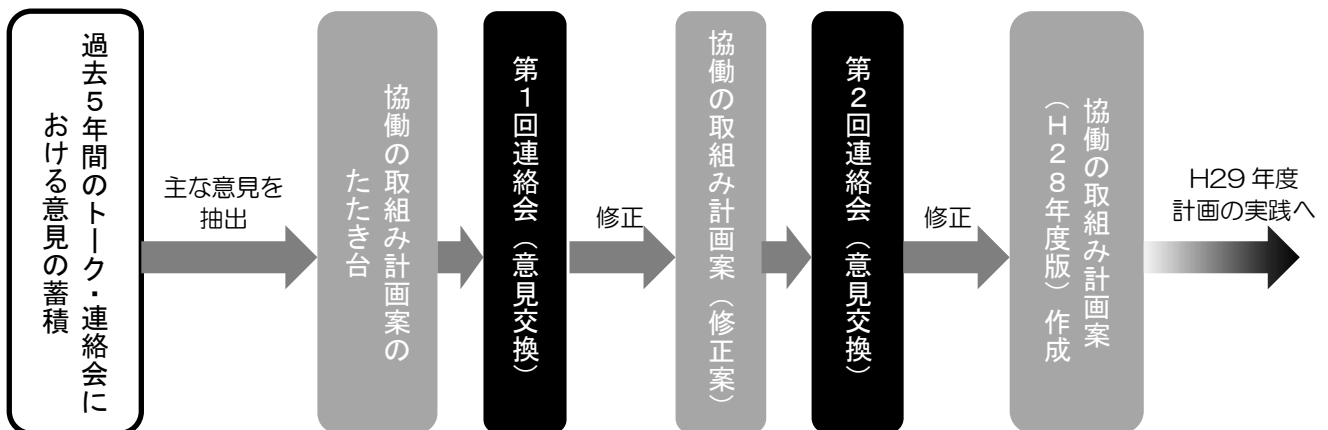 過去5年間のトーク・連絡会に
おける意見の蓄積
主な意見を
抽出
協働の取組み計画案の
たたき台
第1回連絡会（意見交換）
修正
協働の取組み計画案（修正案）
第2回連絡会（意見交換）
修正
協働の取組み計画案
（H28年度版）作成
H29年度
計画の実践へ